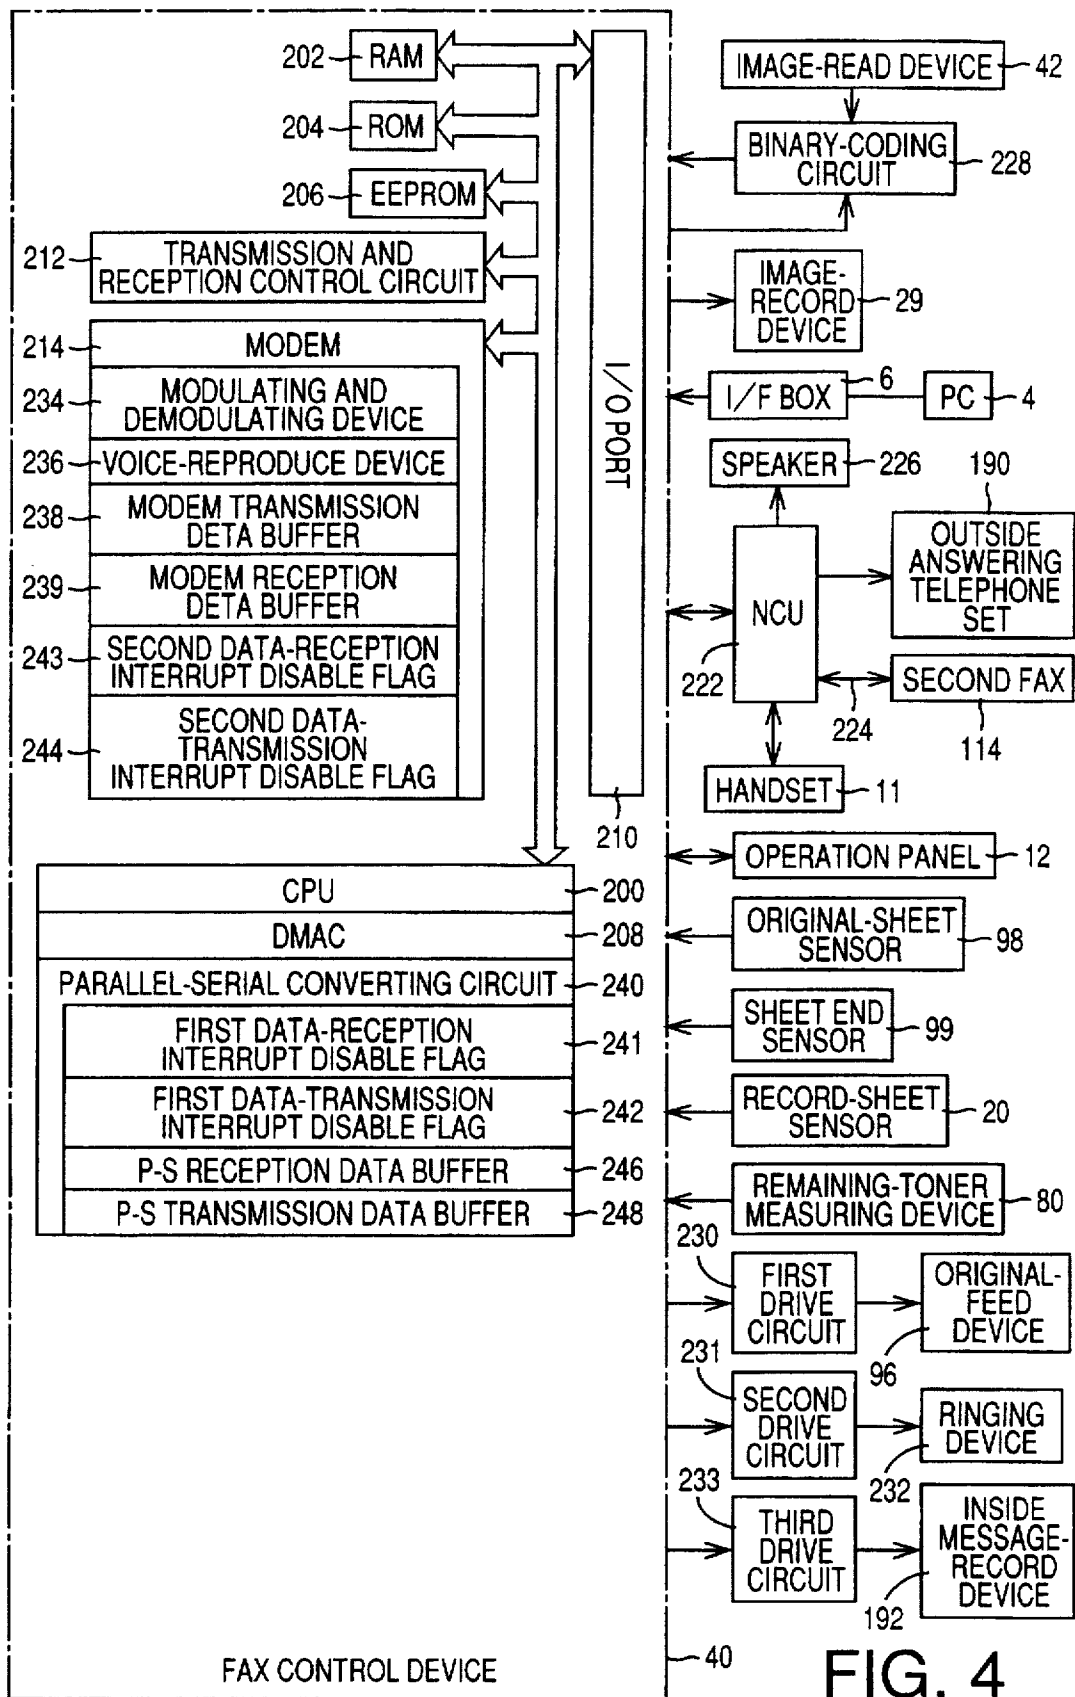 202
RAM
204
ROM
206
EEPROM
212
TRANSMISSION AND
RECEPTION CONTROL CIRCUIT
214
MODEM
234
MODULATING AND
DEMODULATING DEVICE
236
VOICE-REPRODUCE DEVICE
238
MODEM TRANSMISSION
DETA BUFFER
239
MODEM RECEPTION
DETA BUFFER
243
SECOND DATA-RECEPTION
INTERRUPT DISABLE FLAG
244
SECOND DATA-
TRANSMISSION
INTERRUPT DISABLE FLAG
I/O PORT
210
CPU
200
DMAC
208
PARALLEL-SERIAL CONVERTING CIRCUIT
240
FIRST DATA-RECEPTION
INTERRUPT DISABLE FLAG
241
FIRST DATA-TRANSMISSION
INTERRUPT DISABLE FLAG
242
P-S RECEPTION DATA BUFFER
246
P-S TRANSMISSION DATA BUFFER
248
FAX CONTROL DEVICE
40
IMAGE-READ DEVICE
42
BINARY-CODING
CIRCUIT
228
IMAGE-
RECORD
DEVICE
29
I/F BOX
6
PC
4
SPEAKER
226
190
OUTSIDE
ANSWERING
TELEPHONE
SET
NCU
222
224
SECOND FAX
114
HANDSET
11
OPERATION PANEL
12
ORIGINAL-SHEET
SENSOR
98
SHEET END
SENSOR
99
RECORD-SHEET
SENSOR
20
REMAINING-TONER
MEASURING DEVICE
80
230
FIRST
DRIVE
CIRCUIT
ORIGINAL-
FEED
DEVICE
96
231
SECOND
DRIVE
CIRCUIT
RINGING
DEVICE
232
233
THIRD
DRIVE
CIRCUIT
INSIDE
MESSAGE-
RECORD
DEVICE
192
FIG. 4